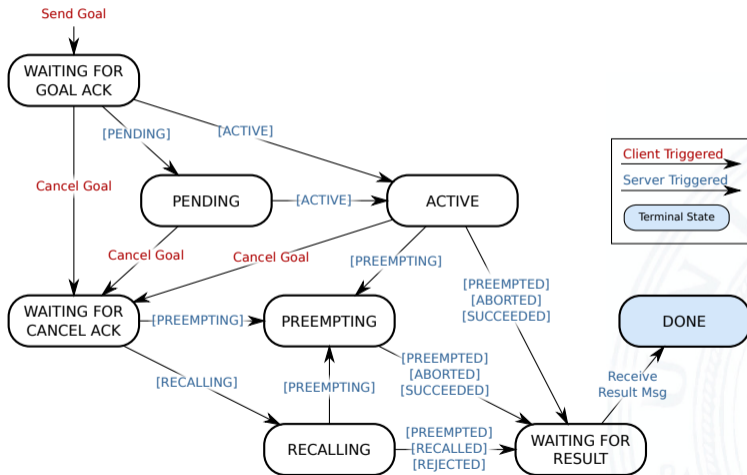 Send Goal
WAITING FOR
GOAL ACK
[PENDING]
[ACTIVE]
Client Triggered
Server Triggered
Terminal State
Cancel Goal
PENDING
[ACTIVE]
ACTIVE
Cancel Goal
Cancel Goal
[PREEMPTING]
[PREEMPTED]
[ABORTED]
[SUCCEEDED]
WAITING FOR
CANCEL ACK
[PREEMPTING]
PREEMPTING
DONE
[RECALLING]
[PREEMPTING]
[PREEMPTED]
[ABORTED]
[SUCCEEDED]
Receive
Result Msg
RECALLING
[PREEMPTED]
[RECALLED]
[REJECTED]
WAITING FOR
RESULT